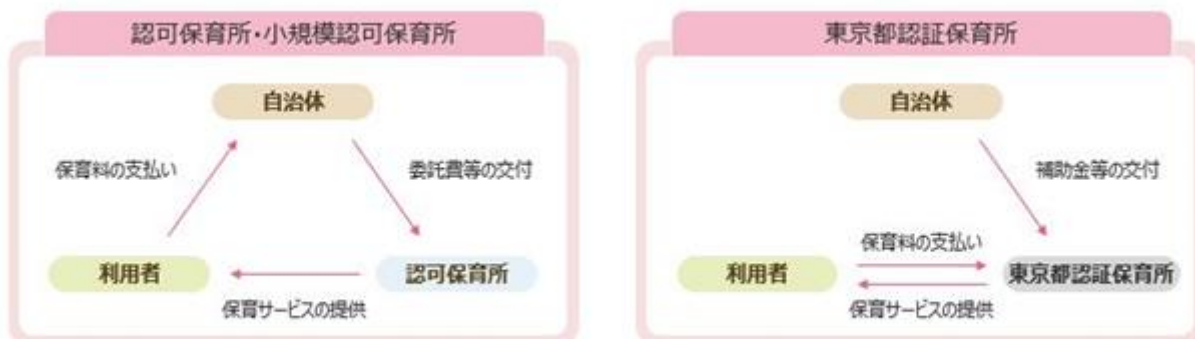 認可保育所・小規模認可保育所
自治体
保育料の支払い
委託費等の交付
利用者
認可保育所
保育サービスの提供
東京都認証保育所
自治体
補助金等の交付
保育料の支払い
利用者
東京都認証保育所
保育サービスの提供